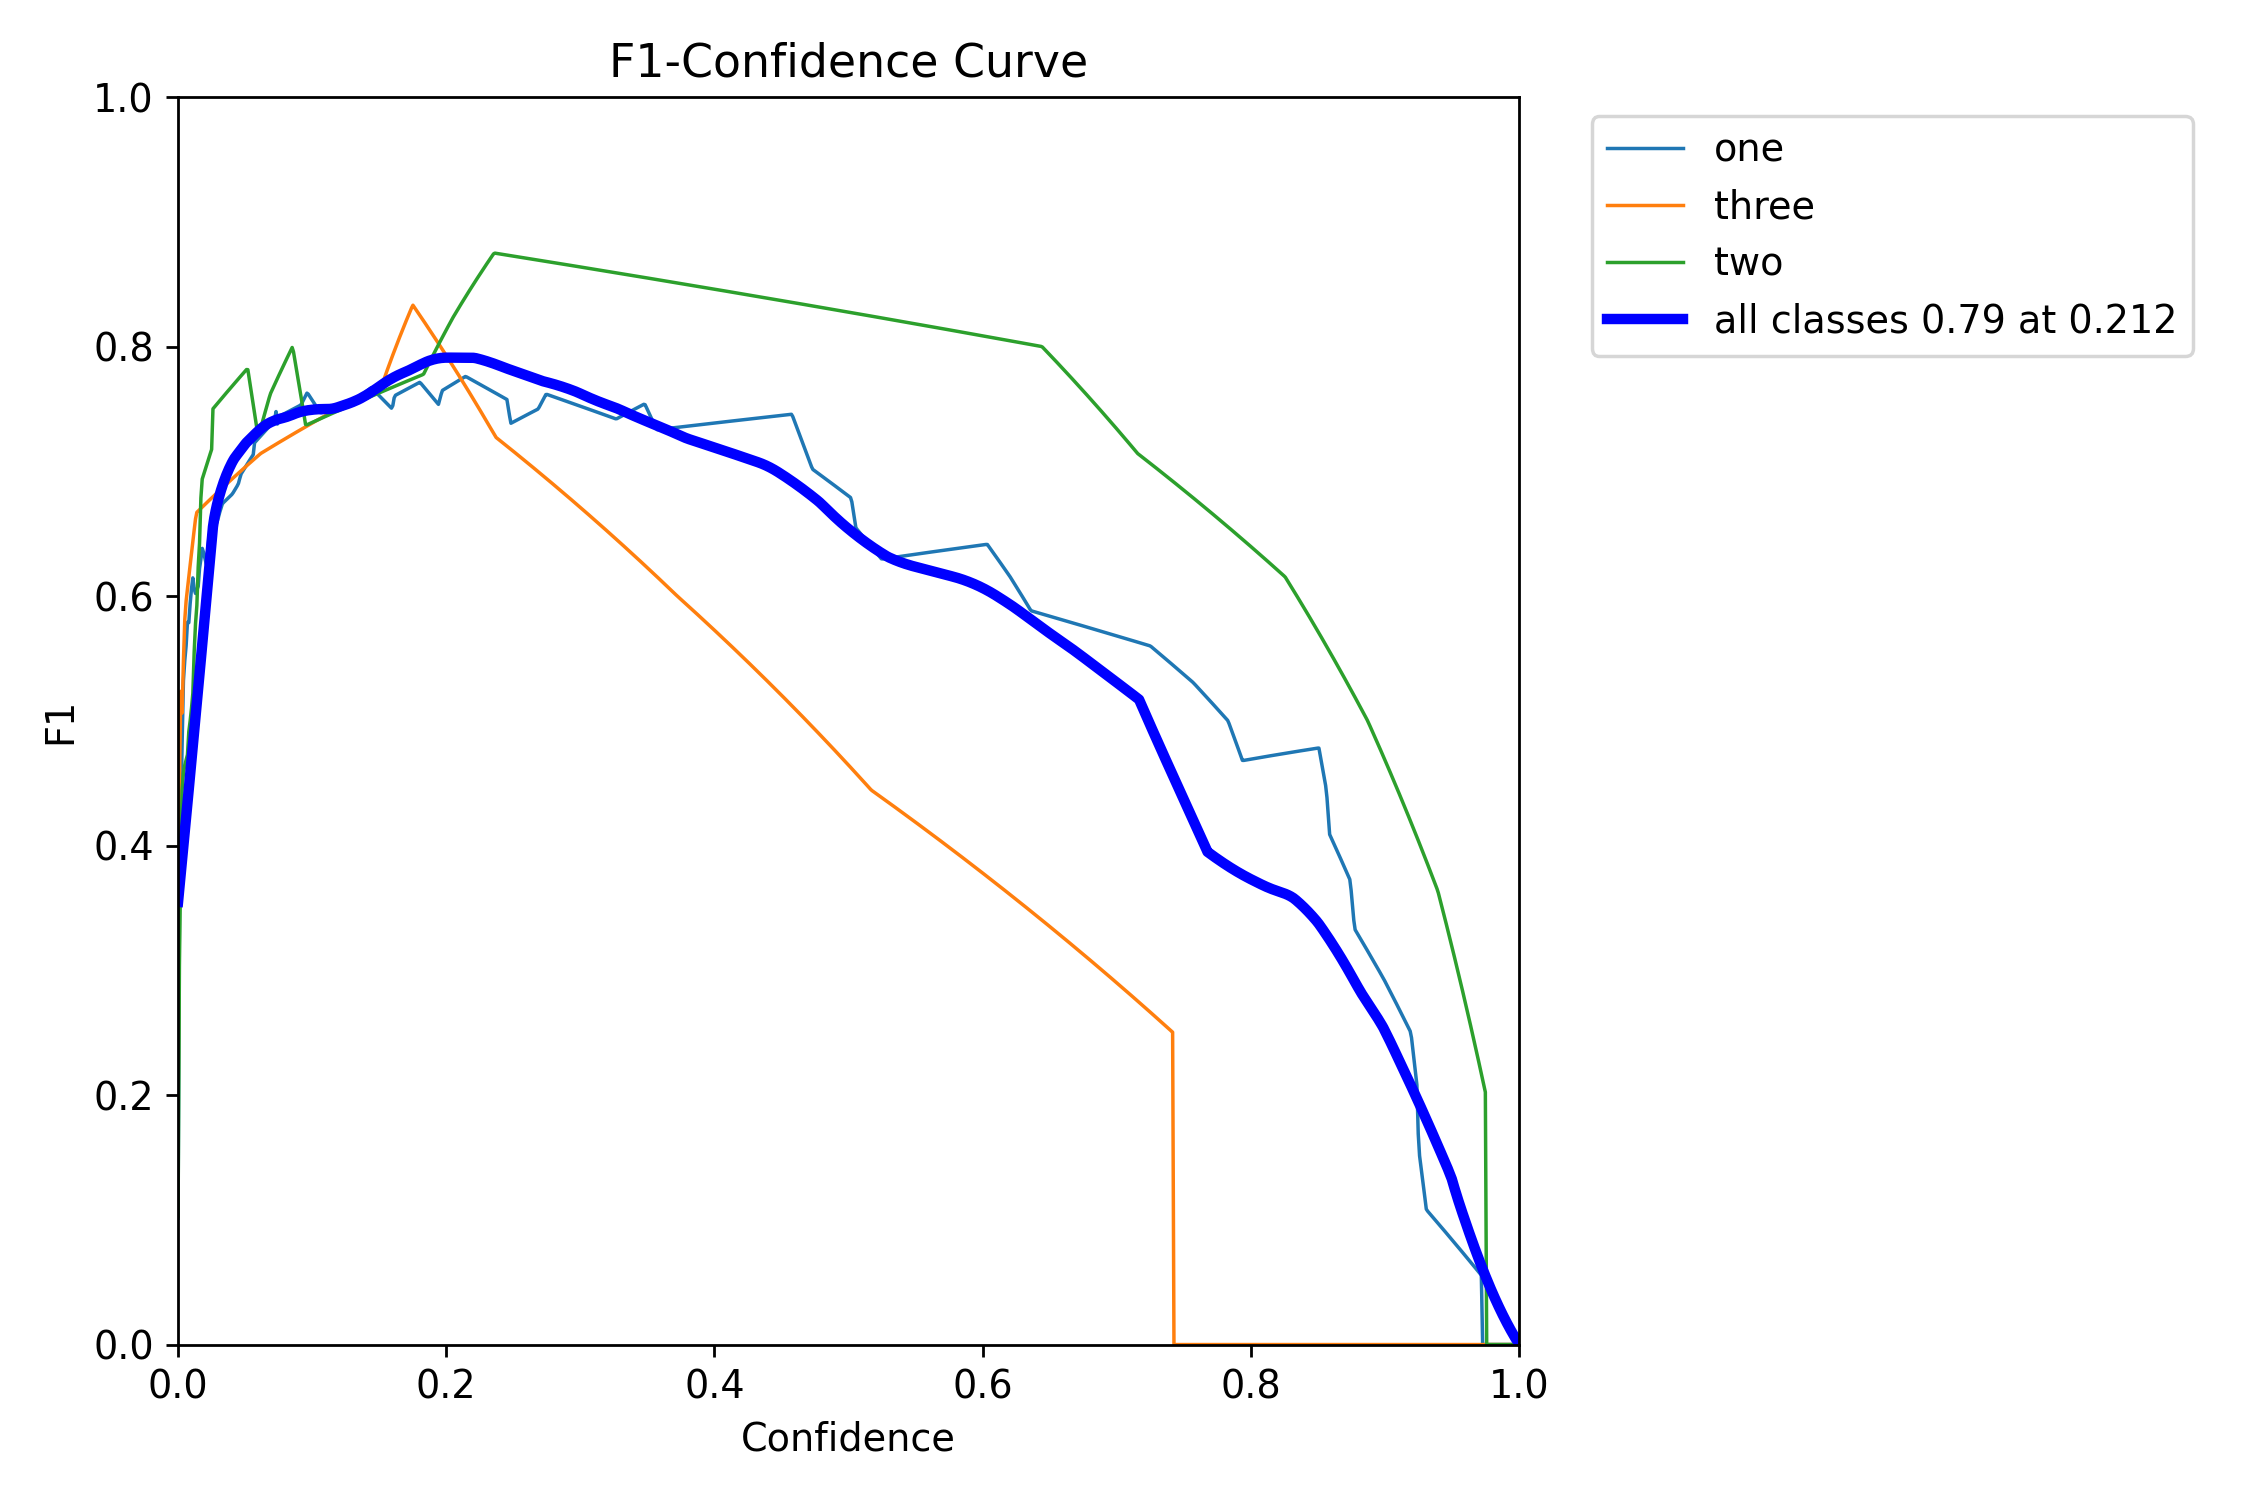 F1-Confidence Curve
1.0
0.8
0.6
0.4
0.2
0.0
F1
0.0 0.2 0.4 0.6 0.8 1.0
Confidence
one
three
two
all classes 0.79 at 0.212